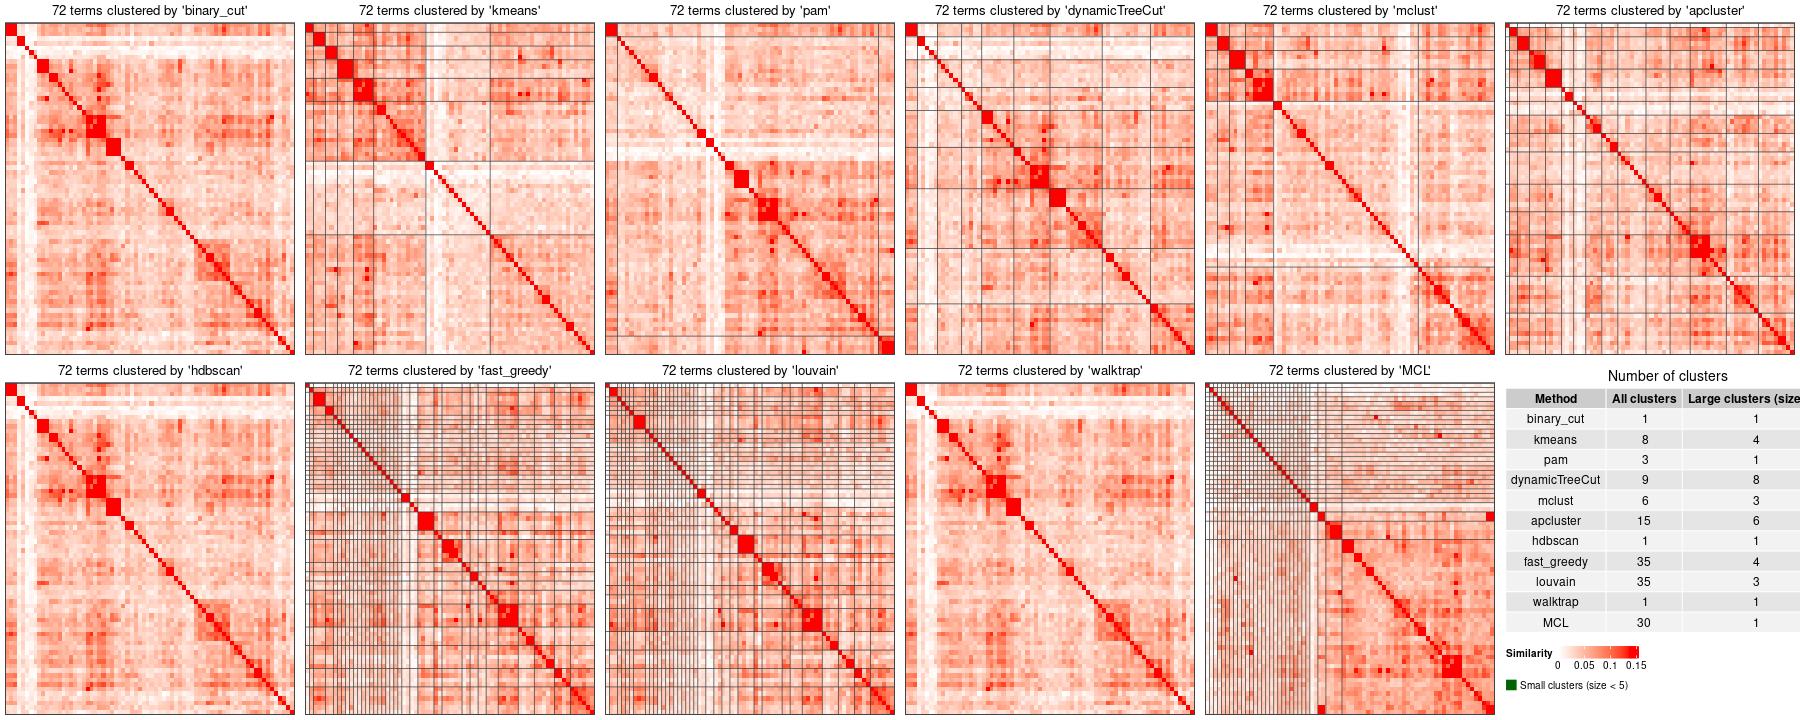 72 terms clustered by 'binary_cut'
72 terms clustered by 'kmeans'
72 terms clustered by 'pam'
72 terms clustered by 'dynamicTreeCut'
72 terms clustered by 'mclust'
72 terms clustered by 'apcluster'
72 terms clustered by 'hdbscan'
72 terms clustered by 'fast_greedy'
72 terms clustered by 'louvain'
72 terms clustered by 'walktrap'
72 terms clustered by 'MCL'
Number of clusters
Method All clusters Large clusters (size
binary_cut 1 1
kmeans 8 4
pam 3 1
dynamicTreeCut 9 8
mclust 6 3
apcluster 15 6
hdbscan 1 1
fast_greedy 35 4
louvain 35 3
walktrap 1 1
MCL 30 1
Similarity
0 0.05 0.1 0.15
Small clusters (size < 5)